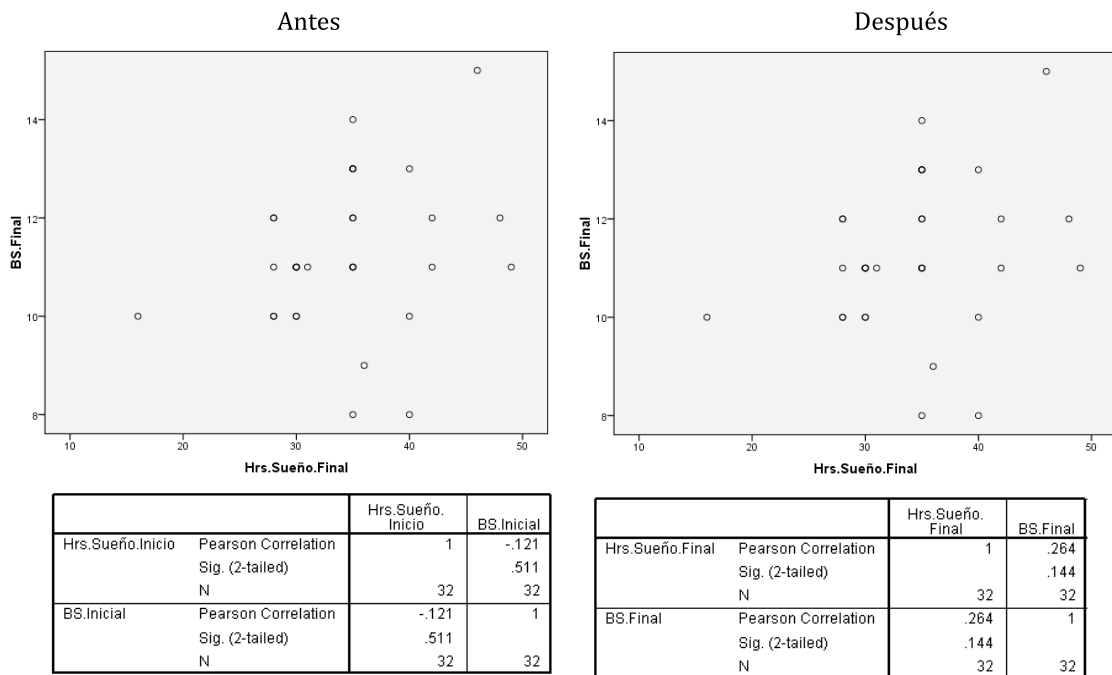 Antes
14
12
10
8
BS.Final
10 20 30 40 50
Hrs.Sueño.Final
Hrs.Sueño. Inicio BS.Inicial
Hrs.Sueño.Inicio Pearson Correlation 1 -.121
Sig. (2-tailed) .511
N 32 32
BS.Inicial Pearson Correlation -.121 1
Sig. (2-tailed) .511
N 32 32
Después
14
12
10
8
BS.Final
10 20 30 40 50
Hrs.Sueño.Final
Hrs.Sueño. Final BS.Final
Hrs.Sueño.Final Pearson Correlation 1 .264
Sig. (2-tailed) .144
N 32 32
BS.Final Pearson Correlation .264 1
Sig. (2-tailed) .144
N 32 32